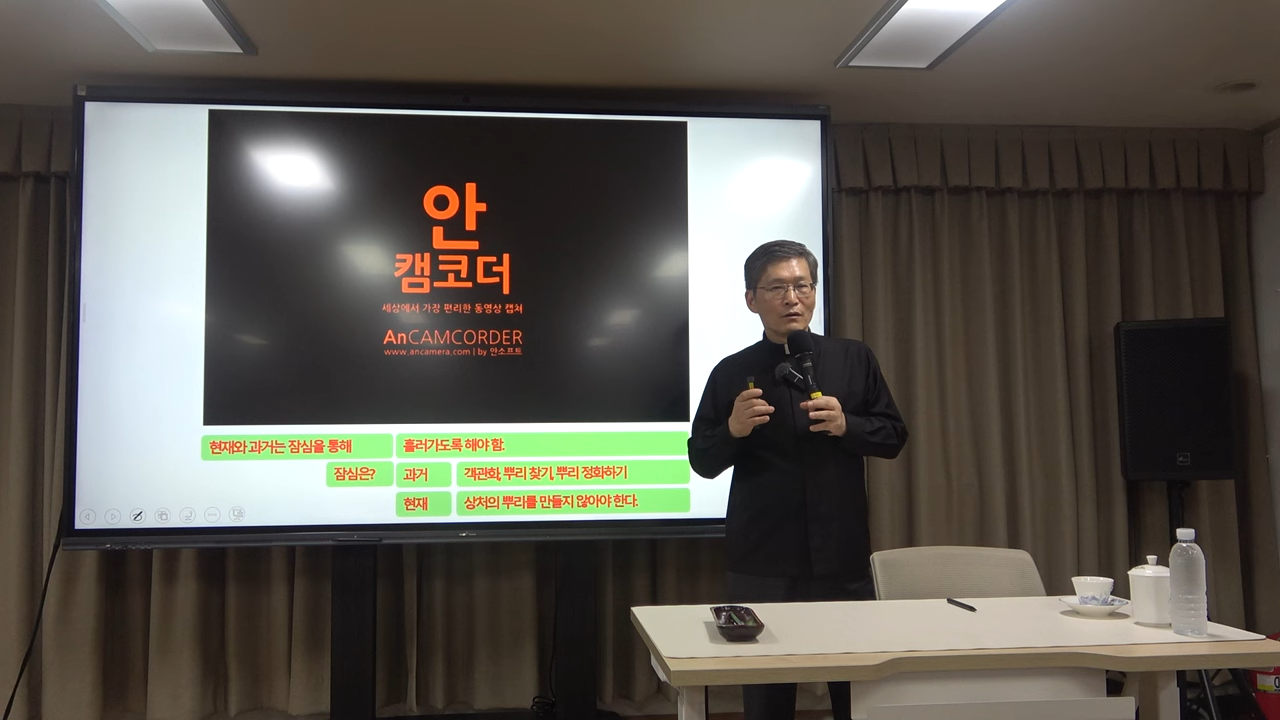 안
캠코더
세상에서 가장 편리한 동영상 캡쳐
AnCAMCORDER
www.ancamera.com | by 안소프트
현재와 과거는 잠심을 통해 흘러가도록 해야 함.
잠심은? 과거 객관화, 뿌리 찾기, 뿌리 정화하기
현재 상처의 뿌리를 만들지 않아야 한다.